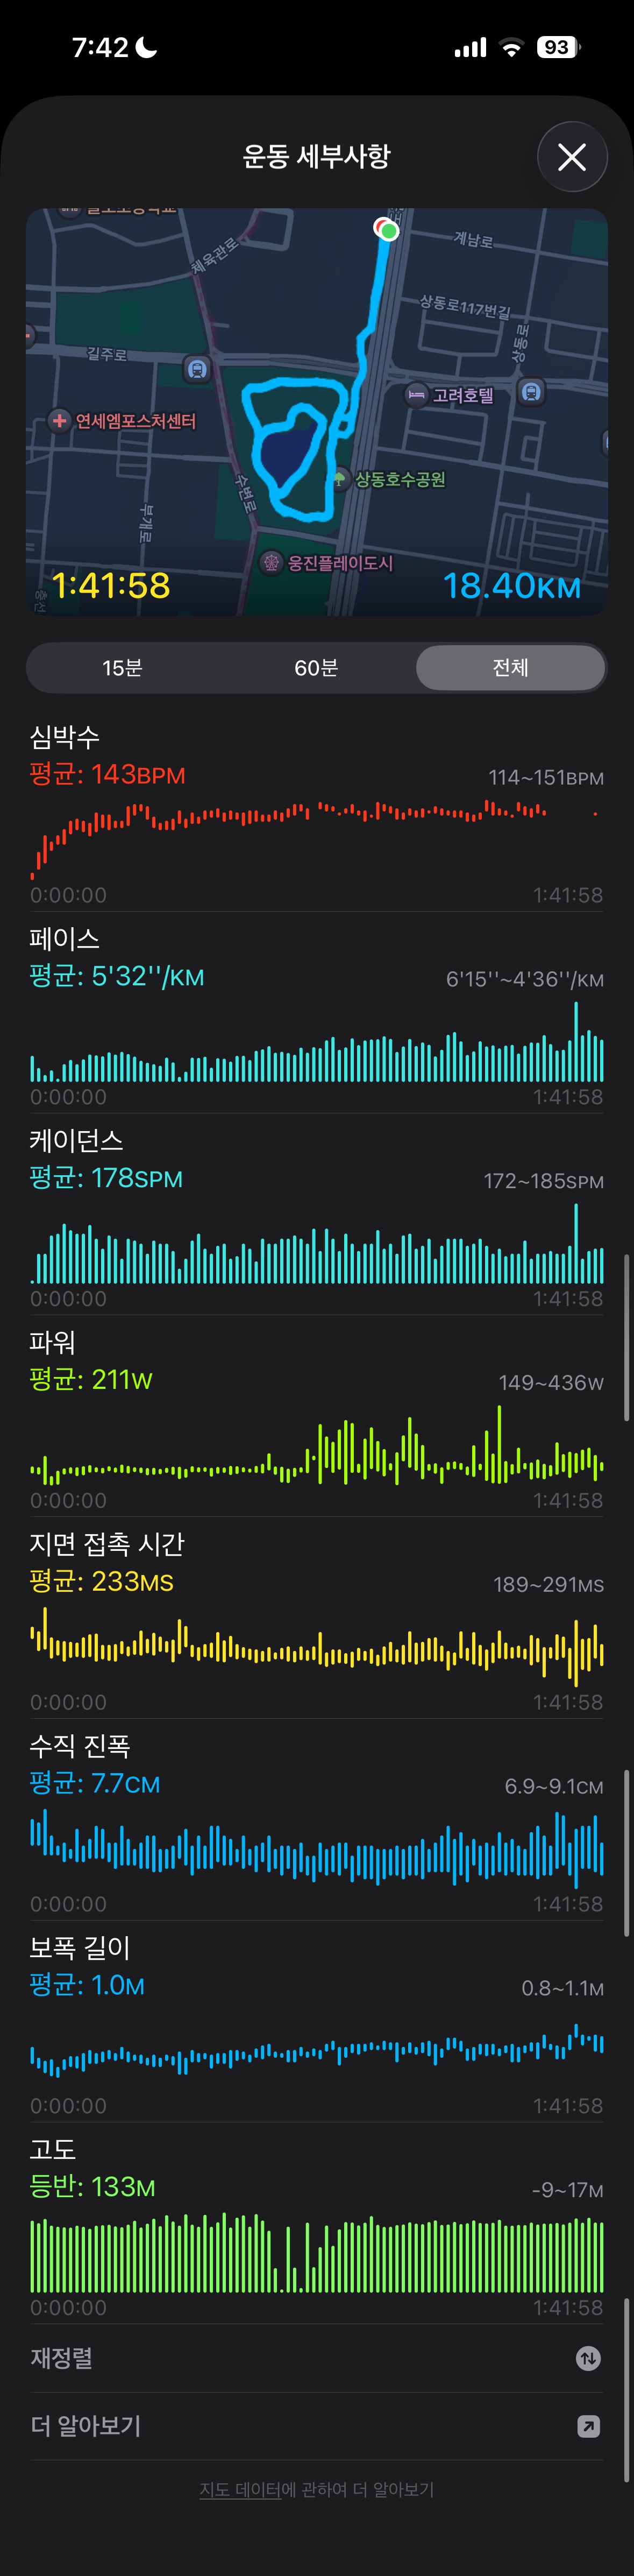 7:42
93
운동 세부사항
체육관로
계남로
상동로117번길
상동로
길주로
고려호텔
연세엠포스처센터
수변로
상동호수공원
부개로
웅진플레이도시
1:41:58
18.40KM
15분
60분
전체
심박수
평균: 143BPM
114~151BPM
0:00:00
1:41:58
페이스
평균: 5'32''/KM
6'15''~4'36''/KM
0:00:00
1:41:58
케이던스
평균: 178SPM
172~185SPM
0:00:00
1:41:58
파워
평균: 211W
149~436W
0:00:00
1:41:58
지면 접촉 시간
평균: 233MS
189~291MS
0:00:00
1:41:58
수직 진폭
평균: 7.7CM
6.9~9.1CM
0:00:00
1:41:58
보폭 길이
평균: 1.0M
0.8~1.1M
0:00:00
1:41:58
고도
등반: 133M
-9~17M
0:00:00
1:41:58
재정렬
더 알아보기
지도 데이터에 관하여 더 알아보기